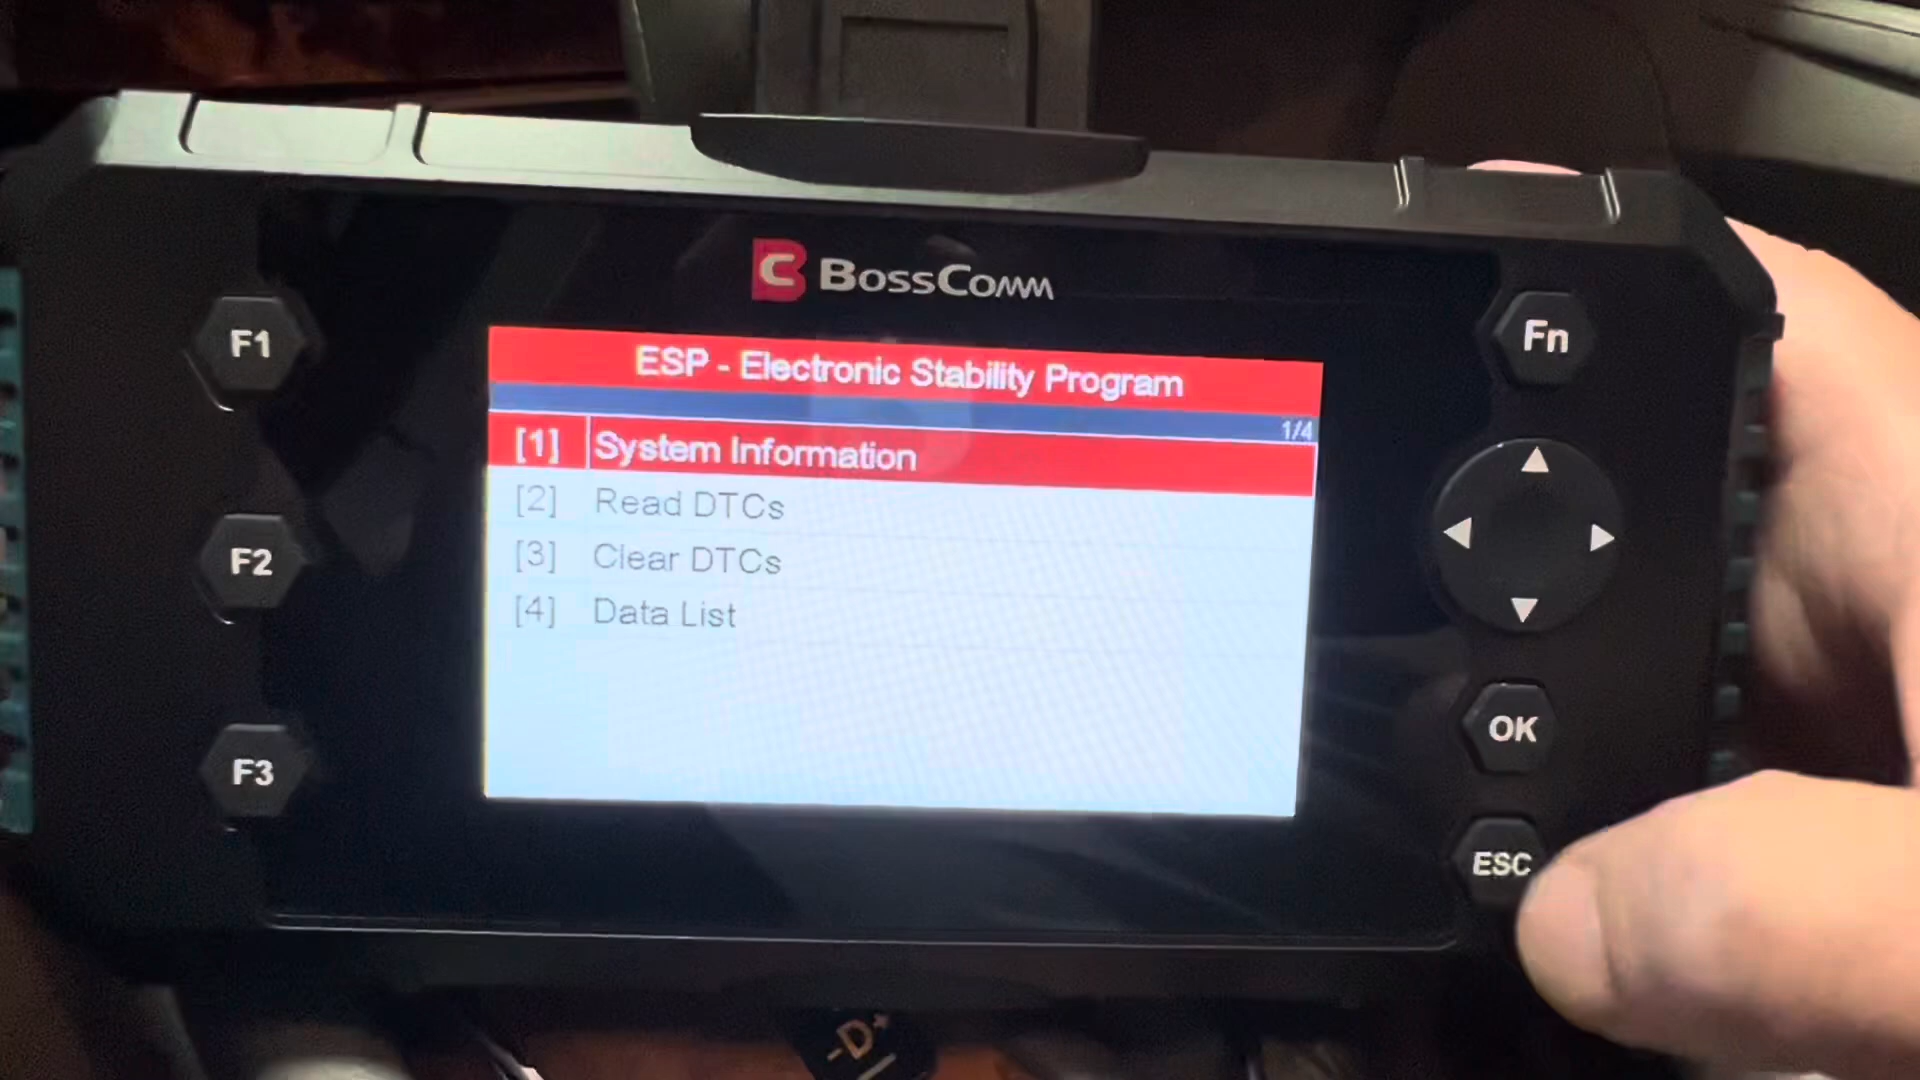 BOSSCOMM
F1
Fn
ESP - Electronic Stability Program
1/4
[1] System Information
[2] Read DTCs
[3] Clear DTCs
[4] Data List
F2
OK
F3
ESC
-D+